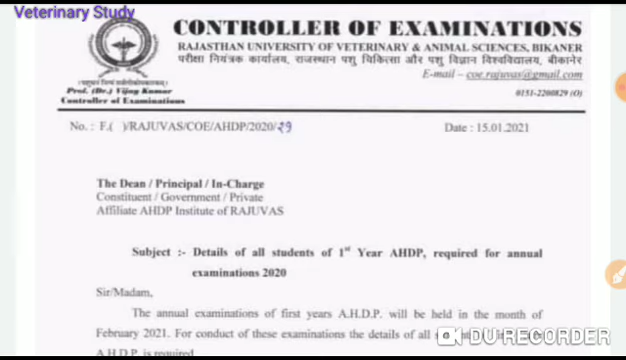 Veterinary Study
CONTROLLER OF EXAMINATIONS
RAJASTHAN UNIVERSITY OF VETERINARY & ANIMAL SCIENCES, BIKANER
परीक्षा नियंत्रक कार्यालय, राजस्थान पशु चिकित्सा और पशु विज्ञान विश्वविद्यालय, बीकानेर
E-mail – coe.rajuvas@gmail.com
Prof. (Dr.) Vijay Kumar
Controller of Examinations
0151-2200829 (O)
No. : F.( )/RAJUVAS/COE/AHDP/2020/29
Date : 15.01.2021
The Dean / Principal / In-Charge
Constituent / Government / Private
Affiliate AHDP Institute of RAJUVAS
Subject :- Details of all students of 1st Year AHDP, required for annual
examinations 2020
Sir/Madam,
The annual examinations of first years A.H.D.P. will be held in the month of
February 2021. For conduct of these examinations the details of all
DU RECORDER
A.H.D.P. is required